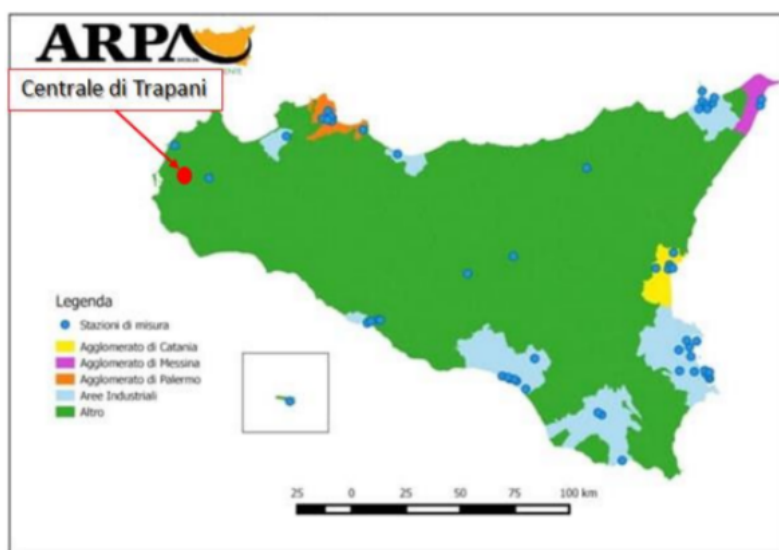 ARPA
Centrale di Trapani
Legenda
Stazioni di misura
Agglomerato di Catania
Agglomerato di Messina
Agglomerato di Palermo
Aree Industriali
Altro
25 0 25 50 75 100 km